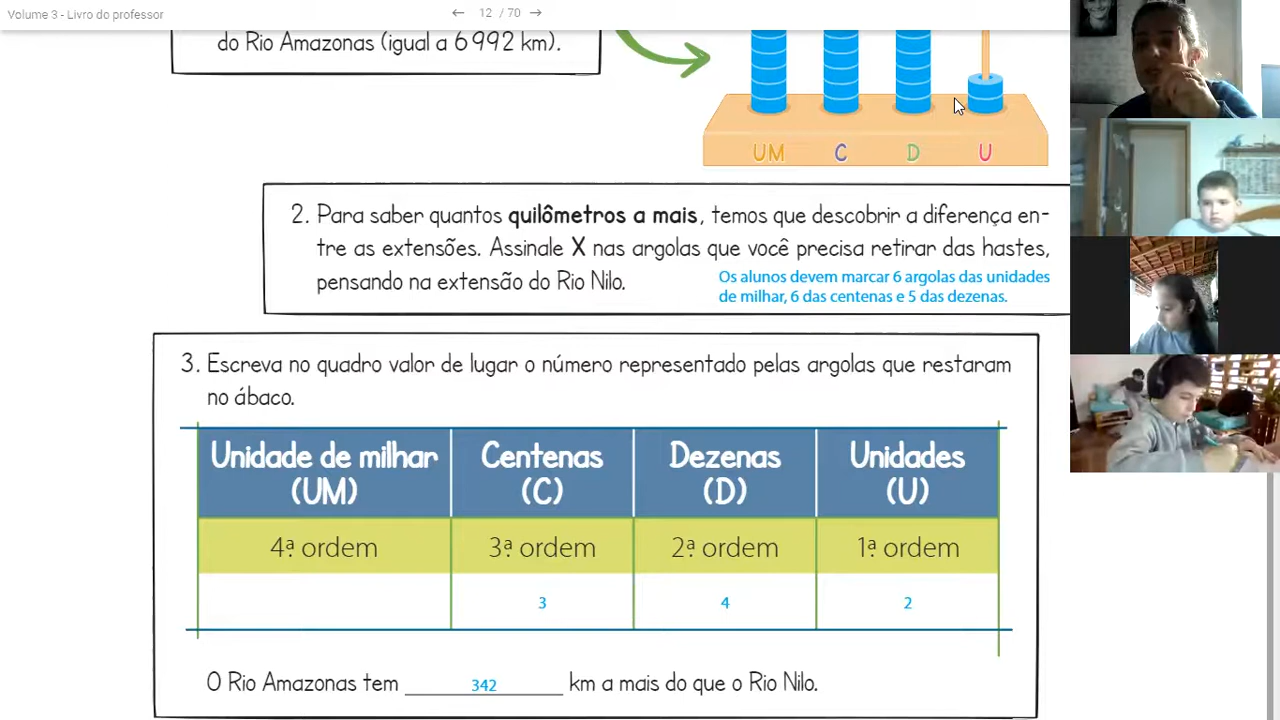 Volume 3 - Livro do professor
← 12 / 70 →
do Rio Amazonas (igual a 6 992 km).
UM C D U
2. Para saber quantos quilômetros a mais, temos que descobrir a diferença en-
tre as extensões. Assinale X nas argolas que você precisa retirar das hastes,
pensando na extensão do Rio Nilo.
Os alunos devem marcar 6 argolas das unidades
de milhar, 6 das centenas e 5 das dezenas.
3. Escreva no quadro valor de lugar o número representado pelas argolas que restaram
no ábaco.
Unidade de milhar Centenas Dezenas Unidades
(UM) (C) (D) (U)
4ª ordem 3ª ordem 2ª ordem 1ª ordem
3 4 2
O Rio Amazonas tem 342 km a mais do que o Rio Nilo.